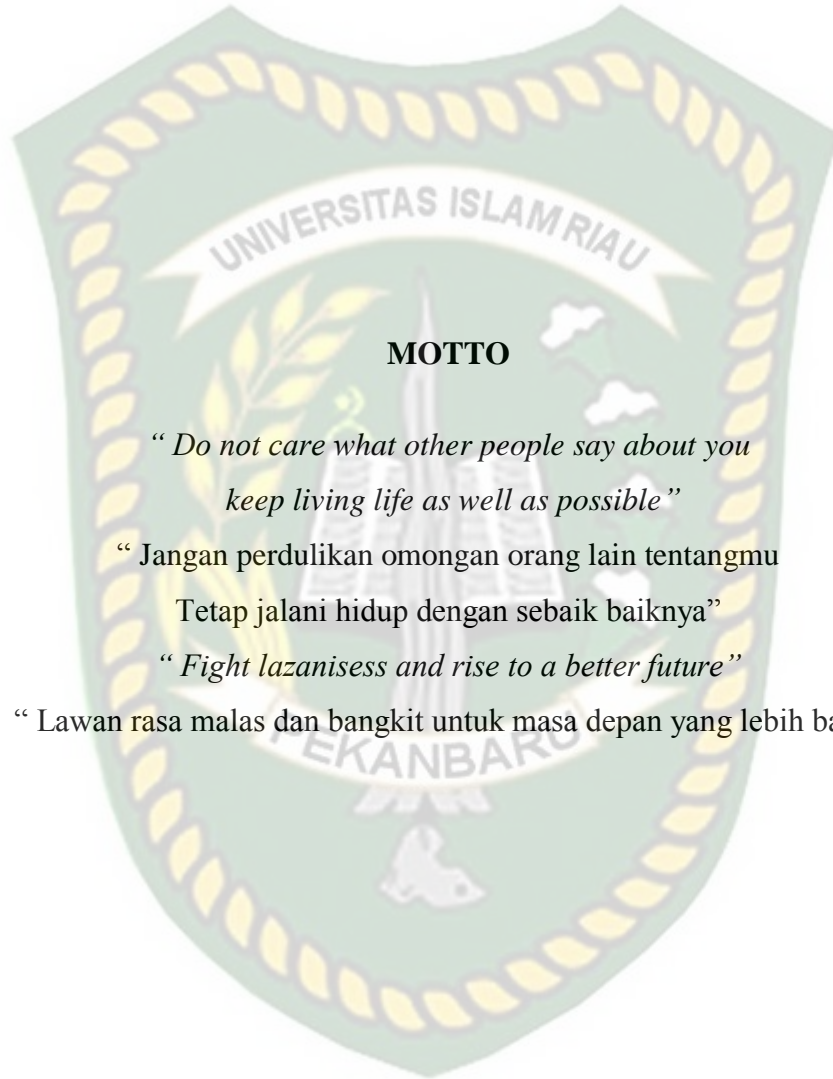 UNIVERSITAS ISLAM RIAU
MOTTO
“ Do not care what other people say about you
keep living life as well as possible”
“ Jangan perdulikan omongan orang lain tentangmu
Tetap jalani hidup dengan sebaik baiknya”
“ Fight lazanisess and rise to a better future”
“ Lawan rasa malas dan bangkit untuk masa depan yang lebih ba
PEKANBARU